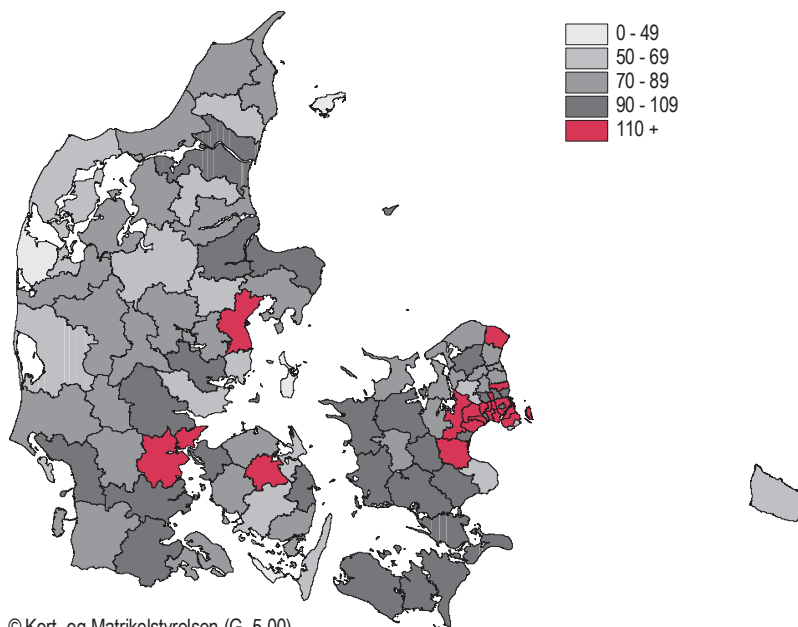 0 - 49
50 - 69
70 - 89
90 - 109
110 +
© Kort- og Matrikelstyrelsen (G. 5-00)